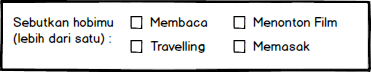 Sebutkan hobimu
(lebih dari satu) :
Membaca
Menonton Film
Travelling
Memasak